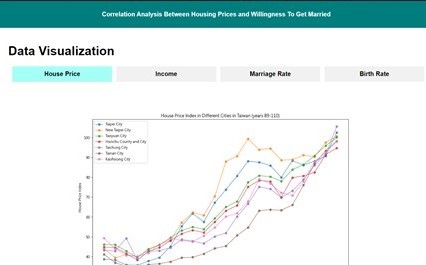 Correlation Analysis Between Housing Prices and Willingness To Get Married
Data Visualization
House Price
Income
Marriage Rate
Birth Rate
House Price Index in Different Cities in Taiwan (years 89-110)
Taipei City
New Taipei City
Taoyuan City
Hsinchu County and City
Taichung City
Tainan City
Kaohsiung City
House Price Index
100
90
80
70
60
50
40